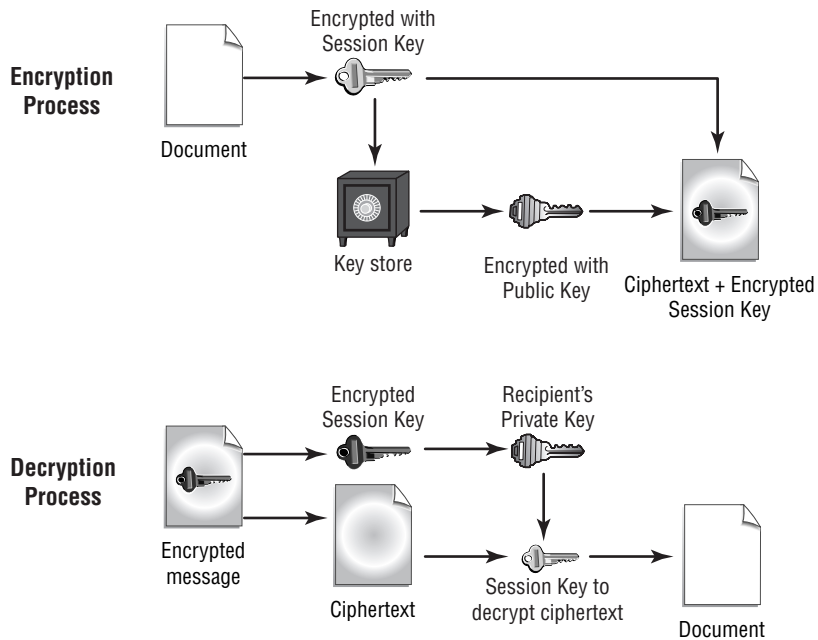 Encryption
Process
Encrypted with
Session Key
Document
Key store
Encrypted with
Public Key
Ciphertext + Encrypted
Session Key
Decryption
Process
Encrypted
Session Key
Recipient's
Private Key
Encrypted
message
Ciphertext
Session Key to
decrypt ciphertext
Document